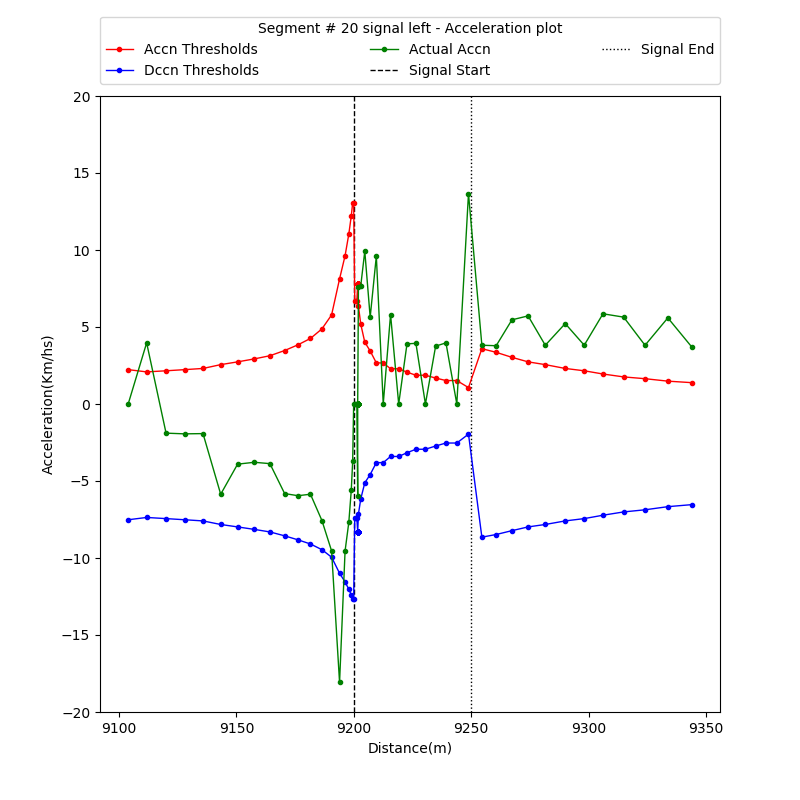 Segment # 20 signal left - Acceleration plot
Accn Thresholds
Dccn Thresholds
Actual Accn
Signal Start
Signal End
20
15
10
5
0
−5
−10
−15
−20
Acceleration(Km/hs)
9100 9150 9200 9250 9300 9350
Distance(m)